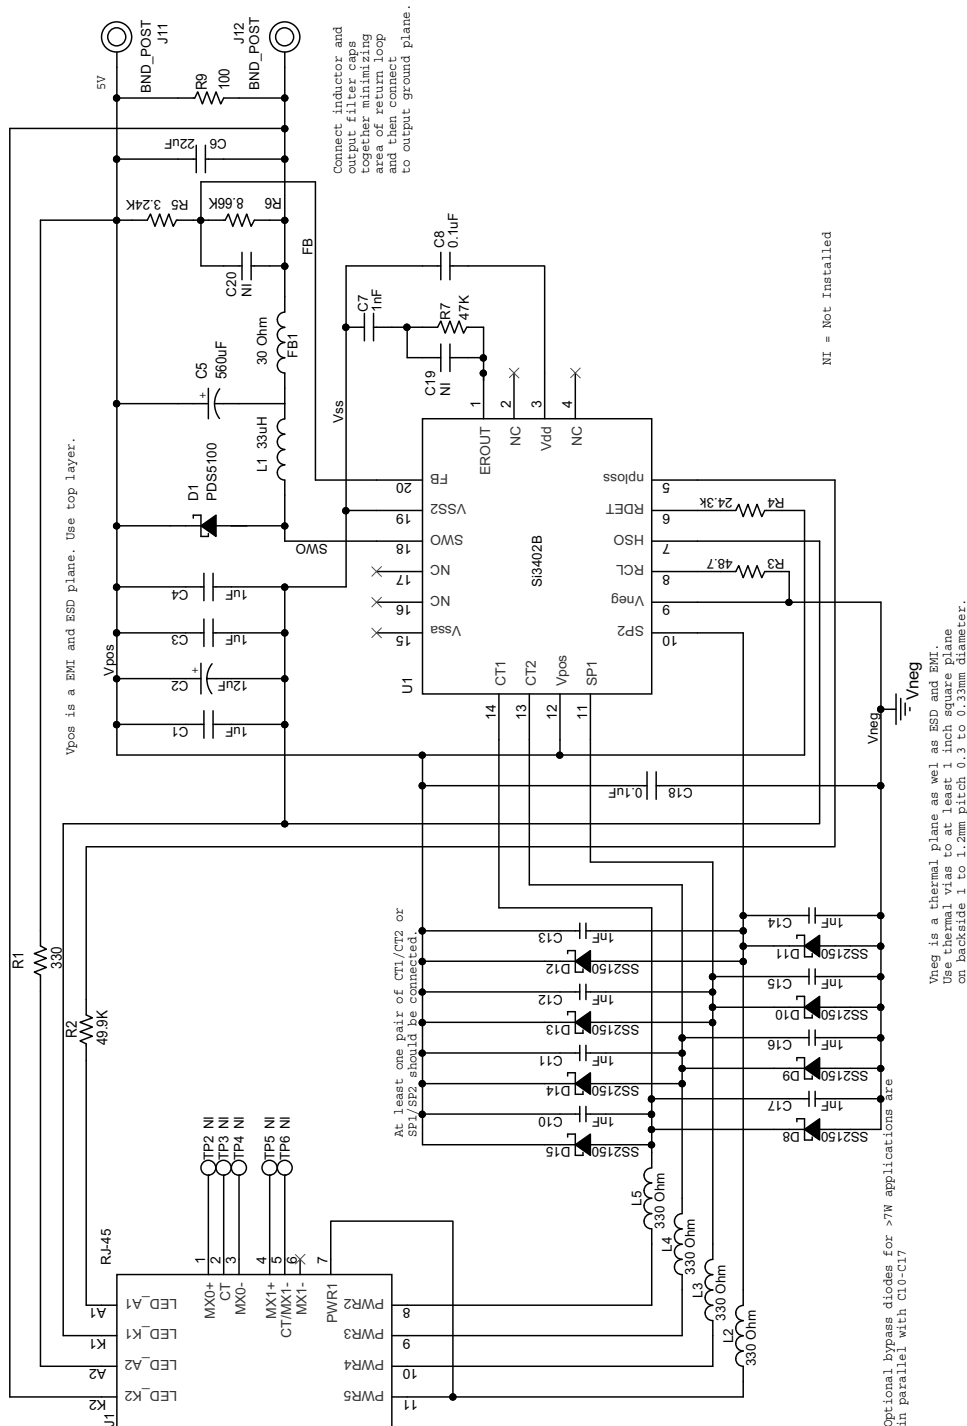 5V
BND_POST
J11
J12
BND_POST
R9
100
C6
22uF
R5
3.24K
R6
8.66K
C20
NI
FB
Connect inductor and
output filter caps
together minimizing
area of return loop
and then connect
to output ground plane.
30 Ohm
FB1
C5
560uF
+
L1 33uH
D1
PDS5100
SWO
Vss
C7
1nF
C8
0.1uF
R7
47K
C19
NI
NI = Not Installed
Vpos is a EMI and ESD plane. Use top layer.
Vpos
C4
1uF
C3
1uF
C2
12uF
+
C1
1uF
U1
Si3402B
1
EROUT
2
NC
3
Vdd
4
NC
5
nploss
6
RDET
7
HSO
8
RCL
9
Vneg
10
SP2
11
SP1
12
Vpos
13
CT2
14
CT1
15
Vssa
16
NC
17
NC
18
SWO
19
VSS2
20
FB
R4
24.3k
R3
48.7
Vneg
Vneg
C18
0.1uF
Vneg is a thermal plane as wel as ESD and EMI.
Use thermal vias to at least 1 inch square plane
on backside 1 to 1.2mm pitch 0.3 to 0.33mm diameter.
R1
330
R2
49.9K
At least one pair of CT1/CT2 or
SP1/SP2 should be connected.
C13
1nF
D12
SS2150
C12
1nF
D13
SS2150
C11
1nF
D14
SS2150
C10
1nF
D15
SS2150
C14
1nF
D11
SS2150
C15
1nF
D10
SS2150
C16
1nF
D9
SS2150
C17
1nF
D8
SS2150
Optional bypass diodes for >7W applications are
in parallel with C10-C17
L5
330 Ohm
L4
330 Ohm
L3
330 Ohm
L2
330 Ohm
TP2 NI
TP3 NI
TP4 NI
TP5 NI
TP6 NI
RJ-45
J1
A1
LED_A1
K1
LED_K1
A2
LED_A2
K2
LED_K2
1
MX0+
2
CT
3
MX0-
4
MX1+
5
CT/MX1-
6
MX1-
7
PWR1
8
PWR2
9
PWR3
10
PWR4
11
PWR5